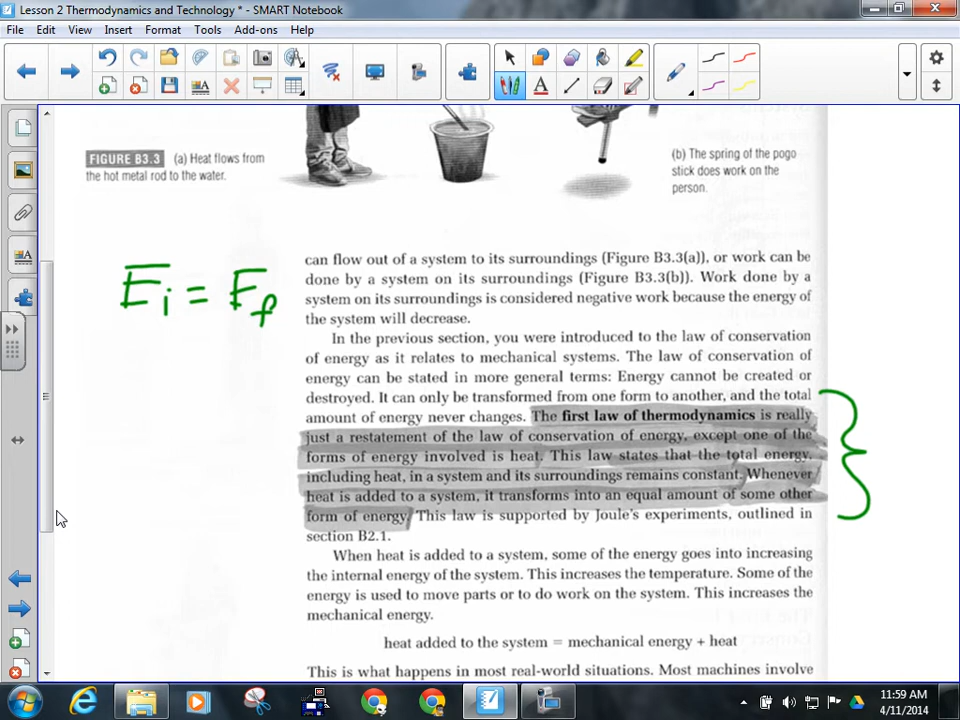 Lesson 2 Thermodynamics and Technology * - SMART Notebook
File Edit View Insert Format Tools Add-ons Help
FIGURE B3.3 (a) Heat flows from
the hot metal rod to the water.
(b) The spring of the pogo
stick does work on the
person.
Ei = Ef
can flow out of a system to its surroundings (Figure B3.3(a)), or work can be
done by a system on its surroundings (Figure B3.3(b)). Work done by a
system on its surroundings is considered negative work because the energy of
the system will decrease.
In the previous section, you were introduced to the law of conservation
of energy as it relates to mechanical systems. The law of conservation of
energy can be stated in more general terms: Energy cannot be created or
destroyed. It can only be transformed from one form to another, and the total
amount of energy never changes. The first law of thermodynamics is really
just a restatement of the law of conservation of energy, except one of the
forms of energy involved is heat. This law states that the total energy,
including heat, in a system and its surroundings remains constant. Whenever
heat is added to a system, it transforms into an equal amount of some other
form of energy. This law is supported by Joule's experiments, outlined in
section B2.1.
When heat is added to a system, some of the energy goes into increasing
the internal energy of the system. This increases the temperature. Some of the
energy is used to move parts or to do work on the system. This increases the
mechanical energy.
heat added to the system = mechanical energy + heat
This is what happens in most real-world situations. Most machines involve
11:59 AM
4/11/2014